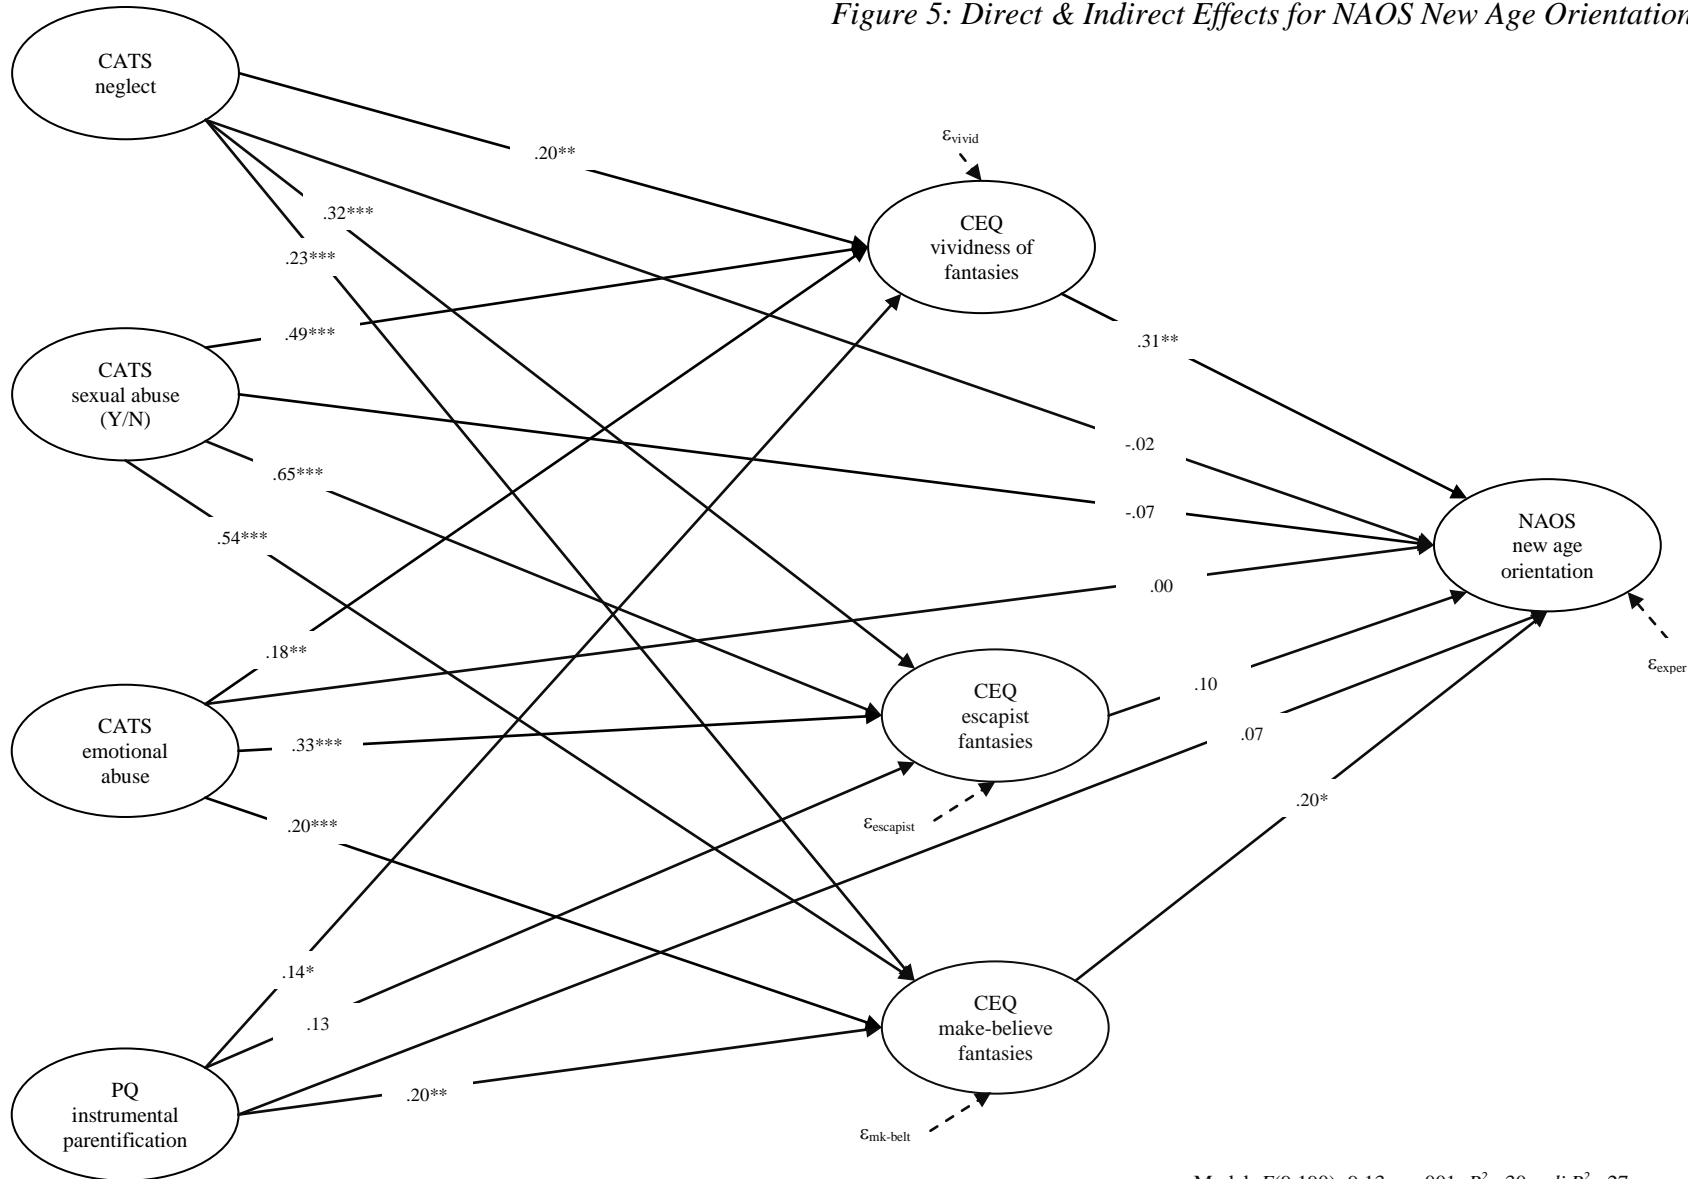 Figure 5: Direct & Indirect Effects for NAOS New Age Orientation
CATS
neglect
.20**
εvivid
.32***
.23***
CEQ
vividness of
fantasies
.49***
.31**
CATS
sexual abuse
(Y/N)
-.02
.65***
-.07
.54***
NAOS
new age
orientation
.00
.18**
εexper
CEQ
escapist
fantasies
.10
.07
CATS
emotional
abuse
.33***
.20***
εescapist
.20*
.14*
.13
CEQ
make-believe
fantasies
PQ
instrumental
parentification
.20**
εmk-belt